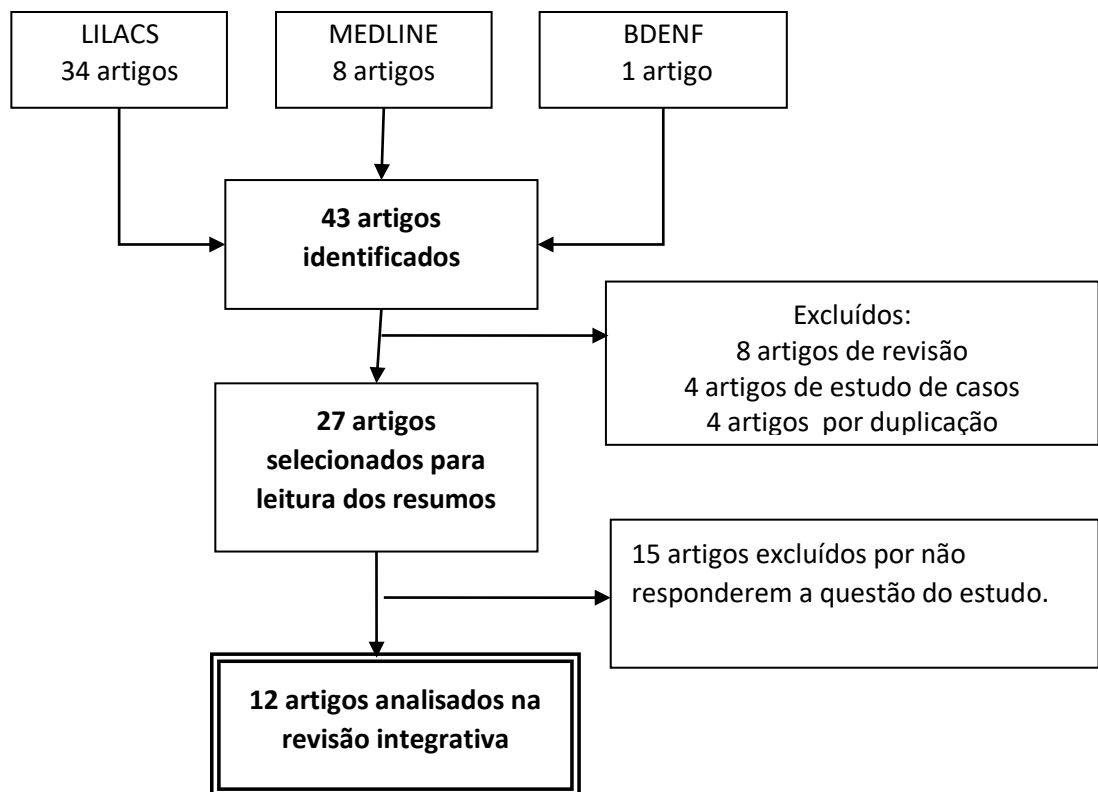 LILACS
34 artigos
MEDLINE
8 artigos
BDENF
1 artigo
43 artigos
identificados
Excluídos:
8 artigos de revisão
4 artigos de estudo de casos
4 artigos por duplicação
27 artigos
selecionados para
leitura dos resumos
15 artigos excluídos por não
responderem a questão do estudo.
12 artigos analisados na
revisão integrativa